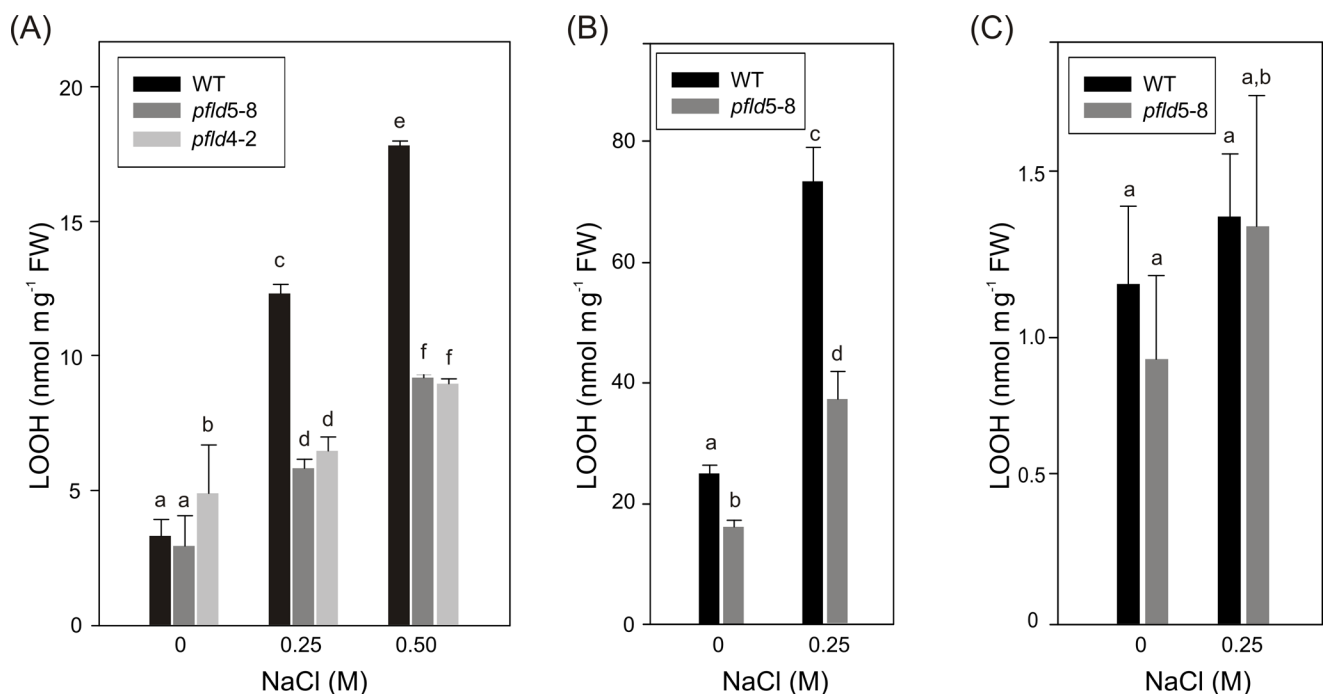 (A)
LOOH (nmol mg⁻¹ FW)
20
15
10
5
0
WT
pfld5-8
pfld4-2
a
a
b
c
d
d
e
f
f
0
0.25
0.50
NaCl (M)
(B)
LOOH (nmol mg⁻¹ FW)
80
60
40
20
0
WT
pfld5-8
a
b
c
d
0
0.25
NaCl (M)
(C)
LOOH (nmol mg⁻¹ FW)
1.5
1.0
0.5
0
WT
pfld5-8
a
a
a
a,b
0
0.25
NaCl (M)